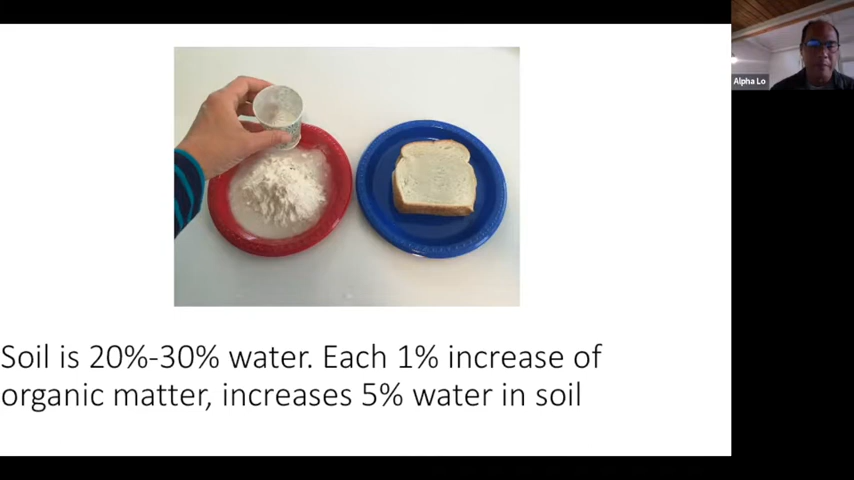 Alpha Lo
Soil is 20%-30% water. Each 1% increase of
organic matter, increases 5% water in soil